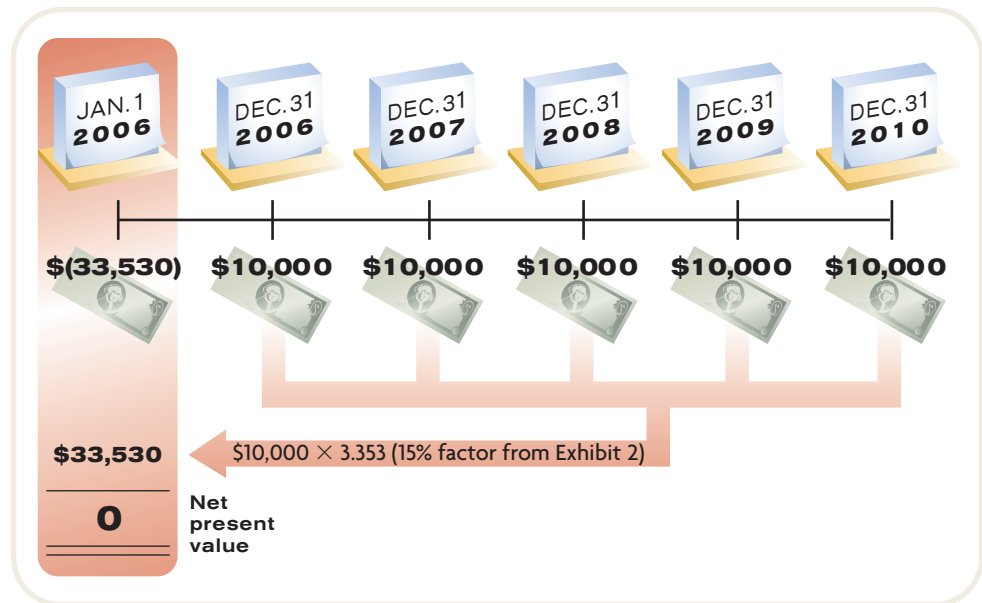 JAN. 1
2006
DEC. 31
2006
DEC. 31
2007
DEC. 31
2008
DEC. 31
2009
DEC. 31
2010
$(33,530) $10,000 $10,000 $10,000 $10,000 $10,000
$33,530
$10,000 × 3.353 (15% factor from Exhibit 2)
0
Net
present
value